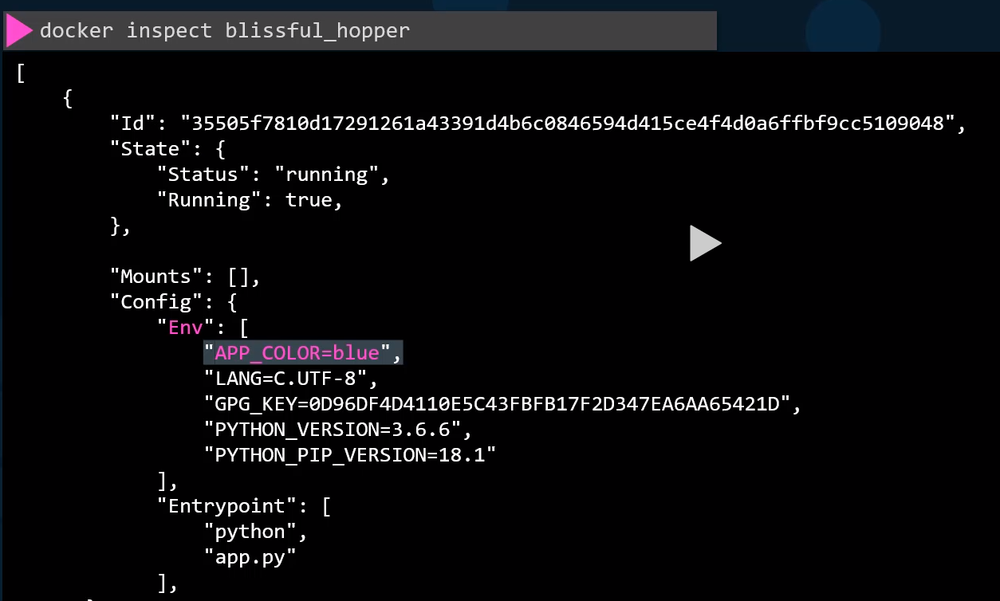 docker inspect blissful_hopper
[
{
"Id": "35505f7810d17291261a43391d4b6c0846594d415ce4f4d0a6ffbf9cc5109048",
"State": {
"Status": "running",
"Running": true,
},
"Mounts": [],
"Config": {
"Env": [
"APP_COLOR=blue",
"LANG=C.UTF-8",
"GPG_KEY=0D96DF4D4110E5C43FBFB17F2D347EA6AA65421D",
"PYTHON_VERSION=3.6.6",
"PYTHON_PIP_VERSION=18.1"
],
"Entrypoint": [
"python",
"app.py"
],